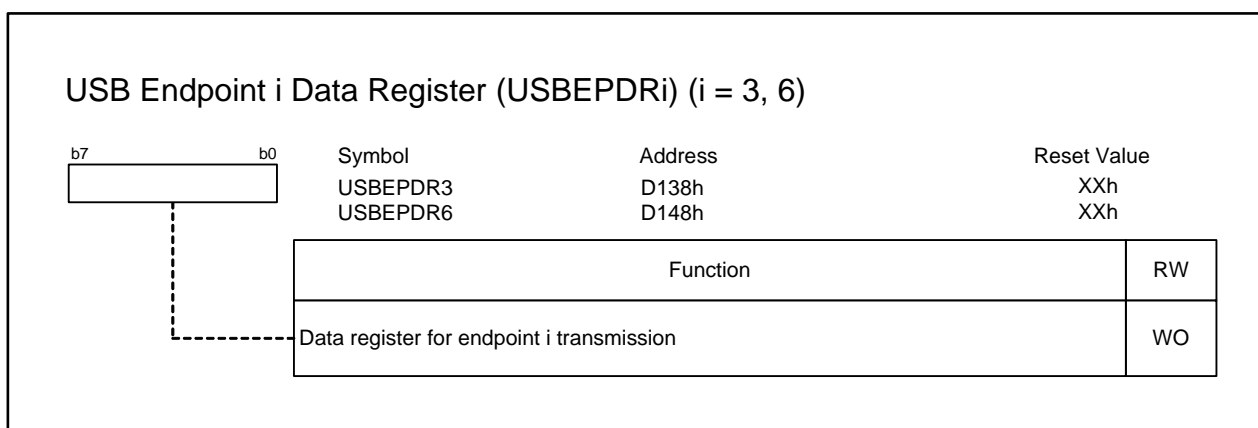 USB Endpoint i Data Register (USBEPDRi) (i = 3, 6)
b7 b0 Symbol Address Reset Value
USBEPDR3 D138h XXh
USBEPDR6 D148h XXh
Function RW
Data register for endpoint i transmission WO